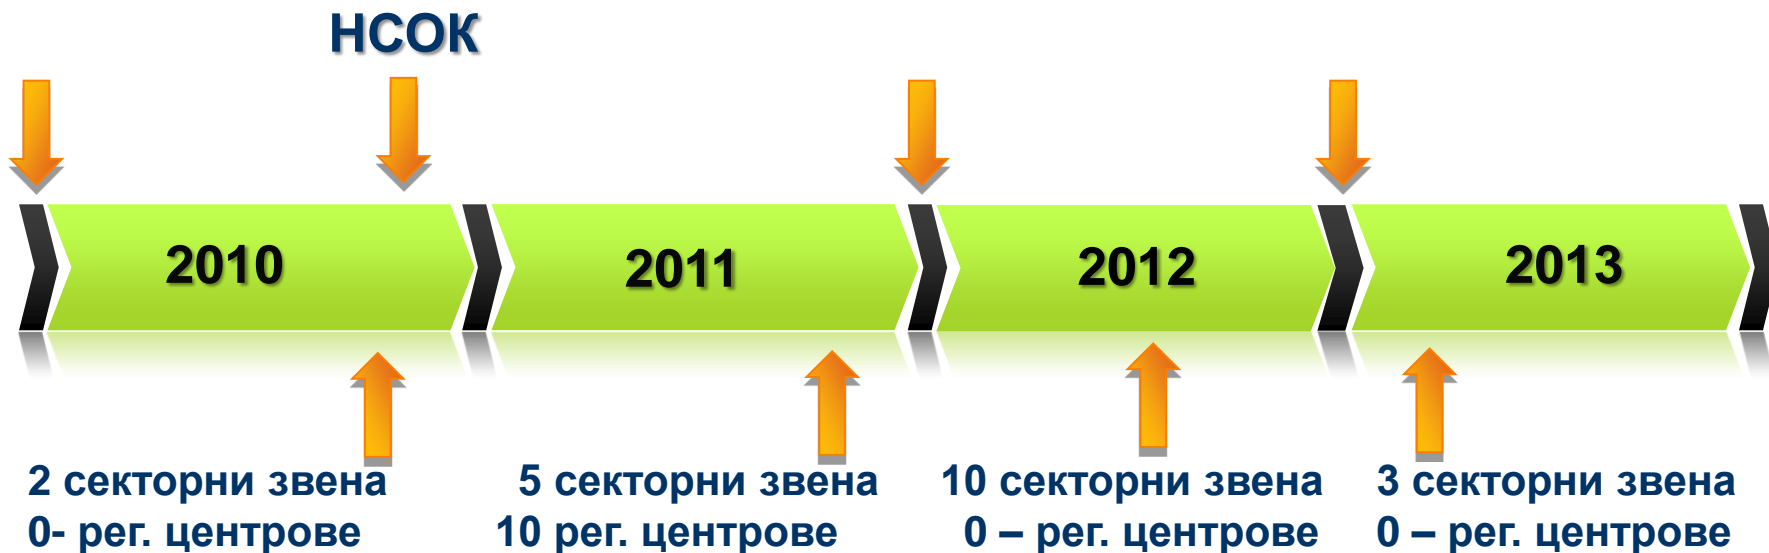 НСОК
2010
2011
2012
2013
2 секторни звена
0- рег. центрове
5 секторни звена
10 рег. центрове
10 секторни звена
0 – рег. центрове
3 секторни звена
0 – рег. центрове